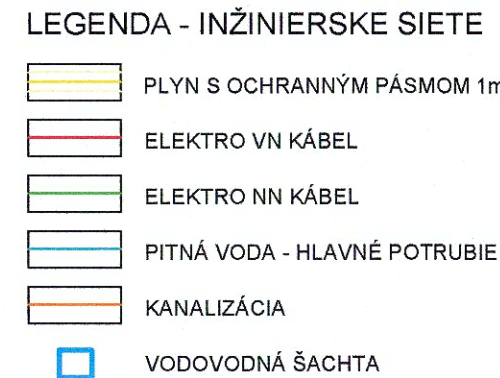 LEGENDA - INŽINIERSKE SIETE
PLYN S OCHRANNÝM PÁSMOM 1m
ELEKTRO VN KÁBEL
ELEKTRO NN KÁBEL
PITNÁ VODA - HLAVNÉ POTRUBIE
KANALIZÁCIA
VODOVODNÁ ŠACHTA